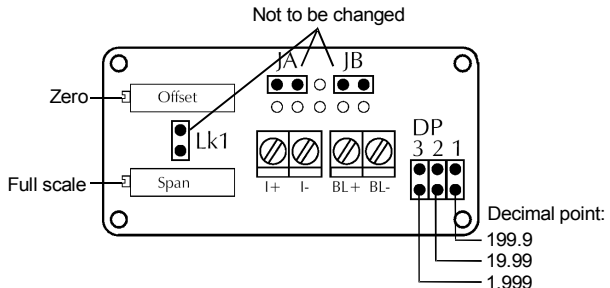 Not to be changed
JA JB
Zero
Offset
Lk1
DP
3 2 1
Full scale
Span
I+ I- BL+ BL-
Decimal point:
199.9
19.99
1.999